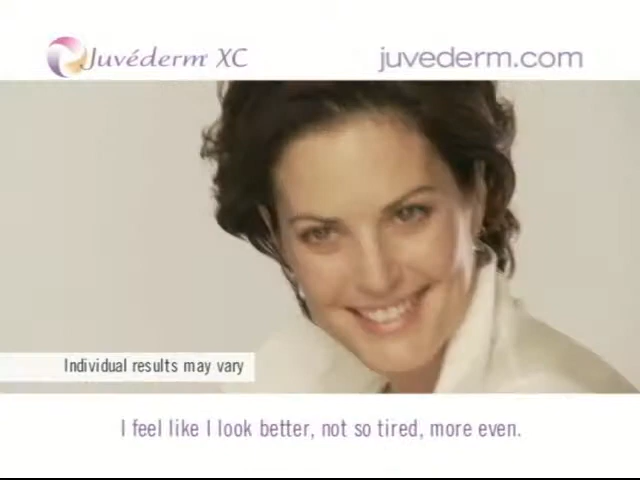 Juvéderm XC
juvederm.com
Individual results may vary
I feel like I look better, not so tired, more even.